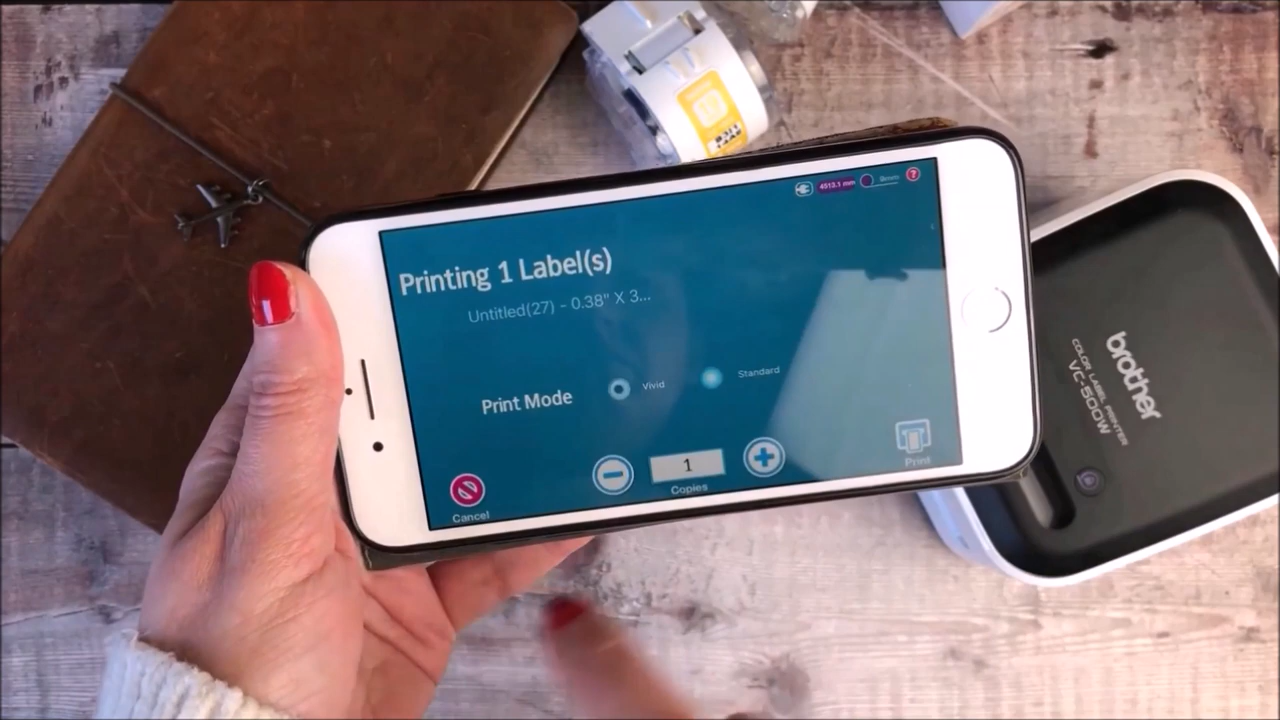 4513.1 mm
9mm
?
Printing 1 Label(s)
Untitled(27) - 0.38" X 3...
Print Mode
Vivid
Standard
1
Copies
Cancel
Print
brother
COLOR LABEL PRINTER
VC-500W